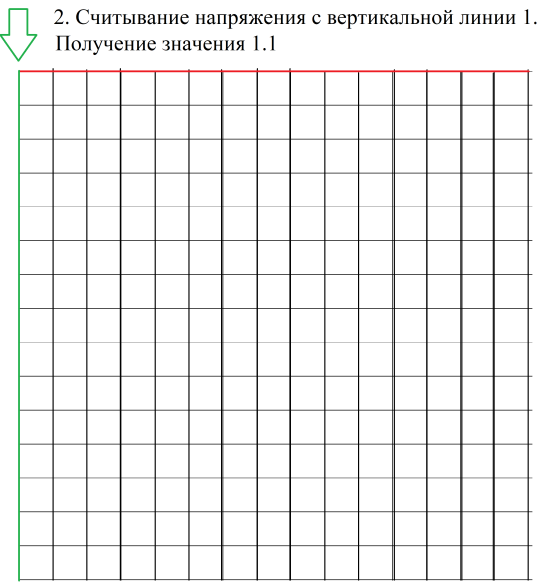 2. Считывание напряжения с вертикальной линии 1.
Получение значения 1.1